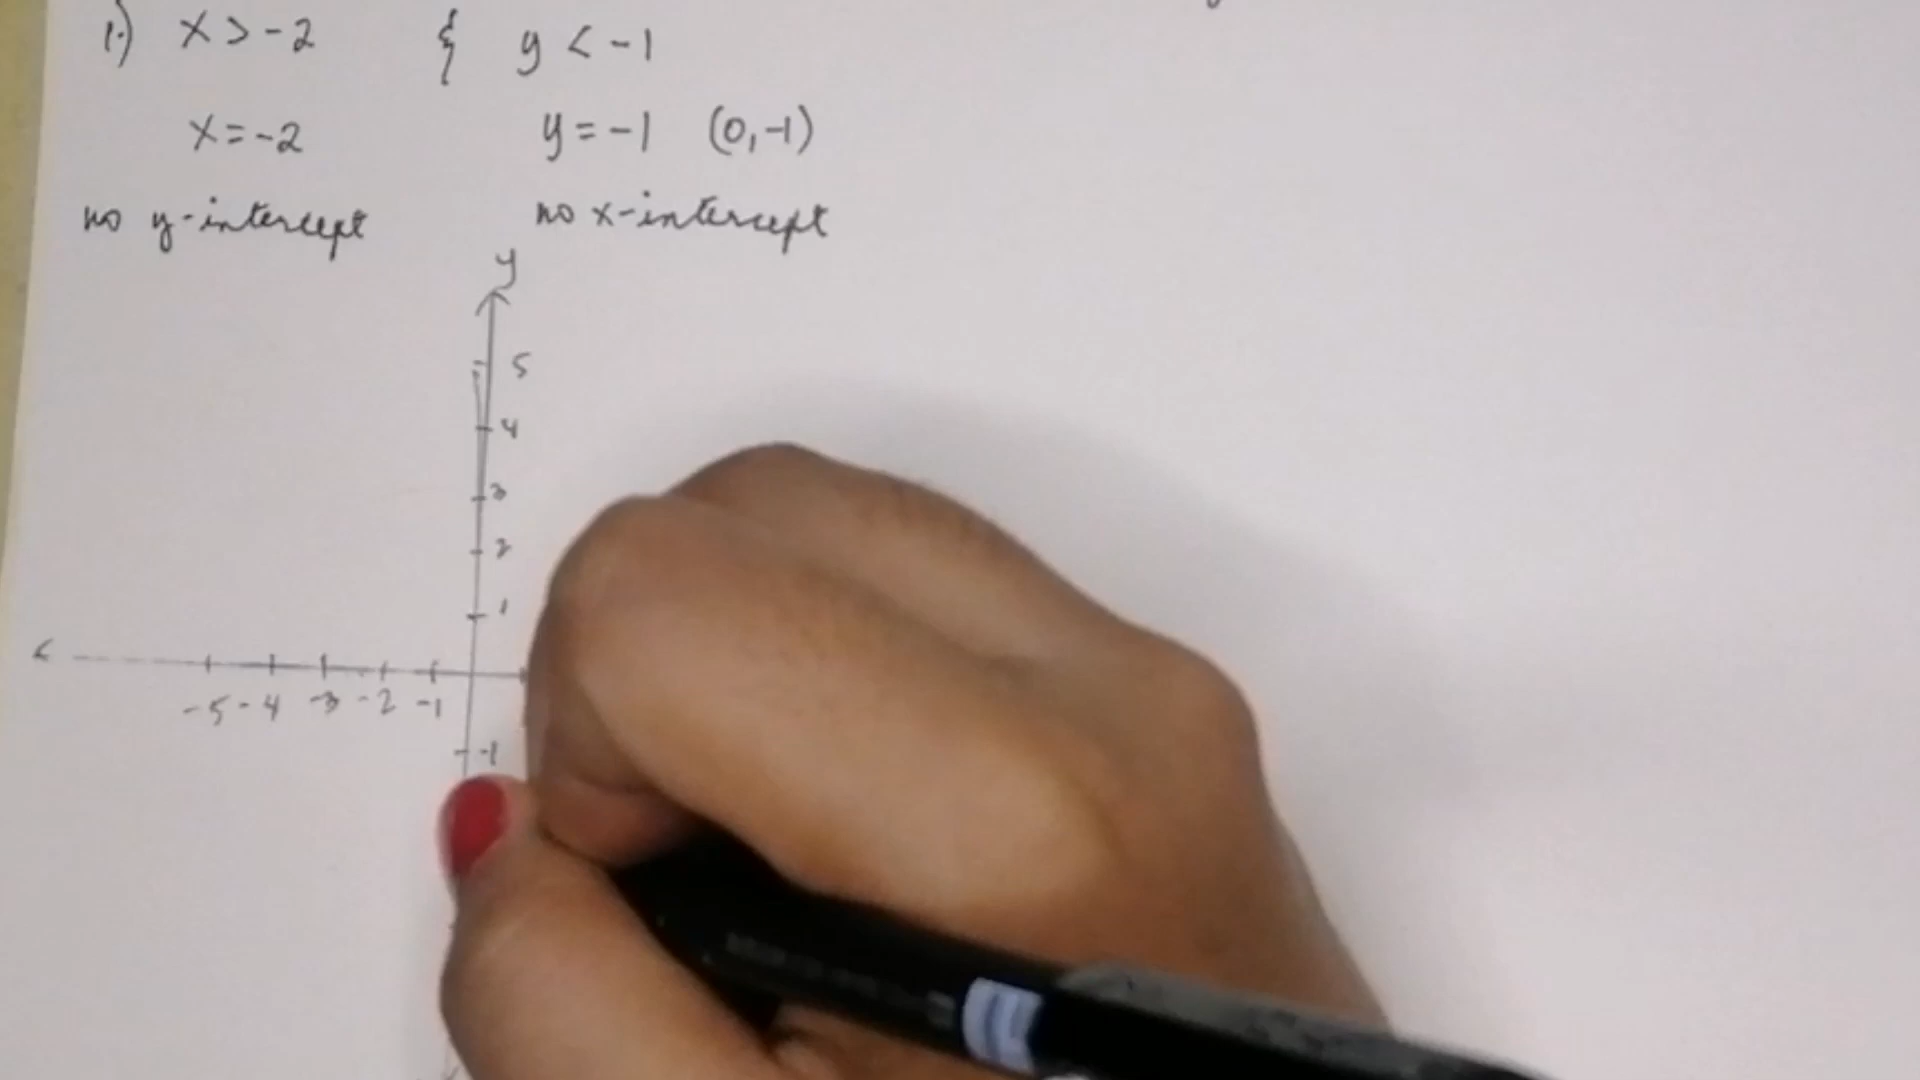 1.) x > -2 & y < -1
x = -2 y = -1 (0, -1)
no y-intercept no x-intercept
y
5
4
3
2
1
-5 -4 -3 -2 -1
-1